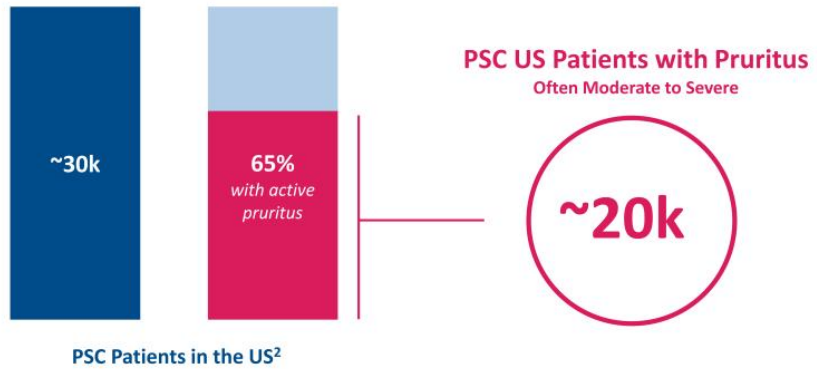 ~30k
65%
with active
pruritus
PSC US Patients with Pruritus
Often Moderate to Severe
~20k
PSC Patients in the US²